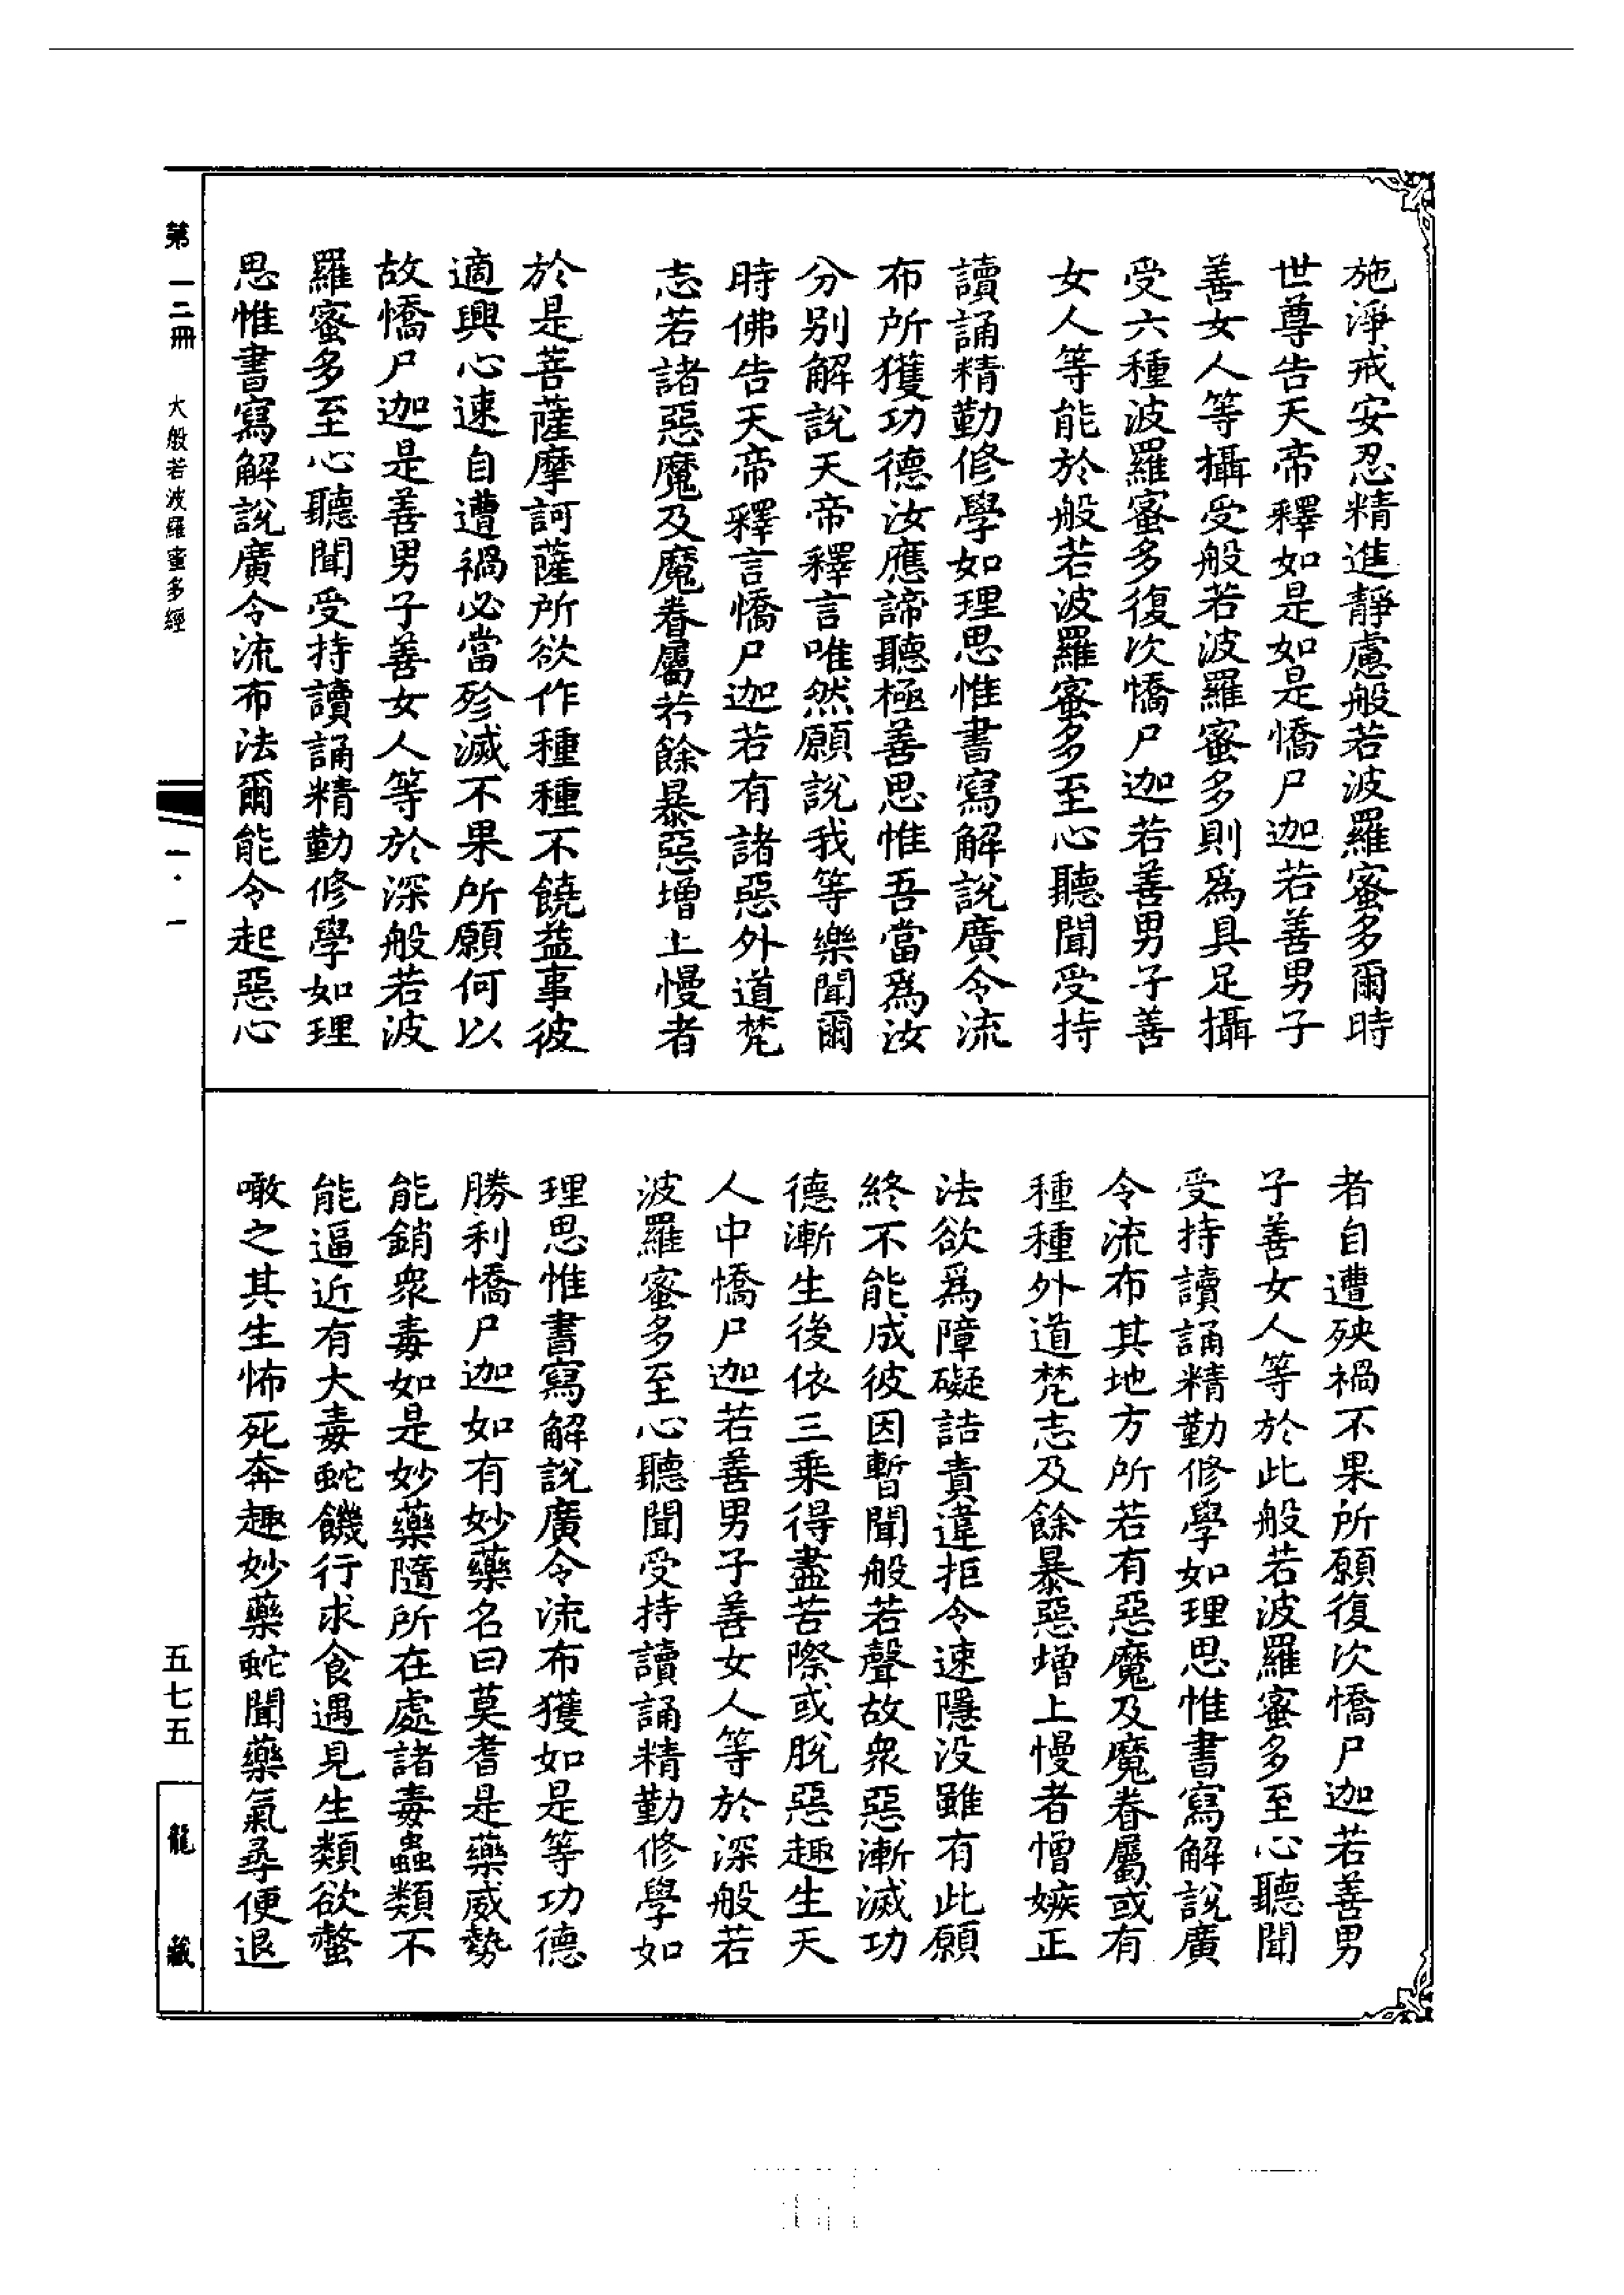 施淨戒安忍精進靜慮般若波羅蜜多爾時
世尊告天帝釋如是如是憍尸迦若善男子
善女人等攝受般若波羅蜜多則爲具足攝
受六種波羅蜜多復次憍尸迦若善男子善
女人等能於般若波羅蜜多至心聽聞受持
讀誦精勤修學如理思惟書寫解說廣令流
布所獲功德汝應諦聽極善思惟吾當爲汝
分别解說天帝釋言唯然願說我等樂聞爾
時佛告天帝釋言憍尸迦若有諸惡外道梵
志若諸惡魔及魔眷屬若餘暴惡增上慢者
於是菩薩摩訶薩所欲作種種不饒益事彼
適興心速自遭禍必當殄滅不果所願何以
故憍尸迦是善男子善女人等於深般若波
羅蜜多至心聽聞受持讀誦精勤修學如理
思惟書寫解說廣令流布法爾能令起惡心
者自遭殃禍不果所願復次憍尸迦若善男
子善女人等於此般若波羅蜜多至心聽聞
受持讀誦精勤修學如理思惟書寫解說廣
令流布其地方所若有惡魔及魔眷屬或有
種種外道梵志及餘暴惡增上慢者憎嫉正
法欲爲障礙詰責違拒令速隱没雖有此願
終不能成彼因暫聞般若聲故衆惡漸滅功
德漸生後依三乘得盡苦際或脫惡趣生天
人中憍尸迦若善男子善女人等於深般若
波羅蜜多至心聽聞受持讀誦精勤修學如
理思惟書寫解說廣令流布獲如是等功德
勝利憍尸迦如有妙藥名曰莫耆是藥威勢
能銷衆毒如是妙藥隨所在處諸毒蟲類不
能逼近有大毒蛇饑行求食遇見生類欲螫
噉之其生怖死奔趣妙藥蛇聞藥氣尋便退
第一二冊
大般若波羅蜜多經
一·一
五七五
龍藏